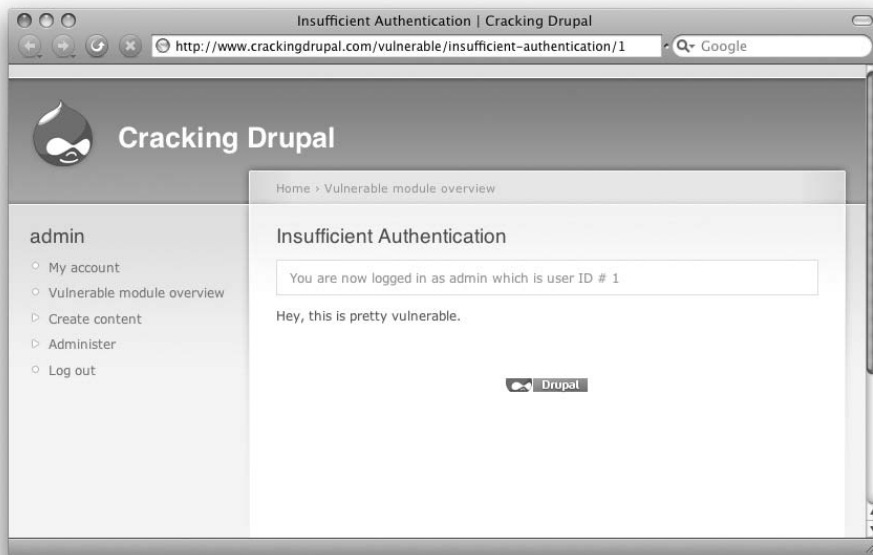 Insufficient Authentication | Cracking Drupal
http://www.crackingdrupal.com/vulnerable/insufficient-authentication/1
Google
Cracking Drupal
Home › Vulnerable module overview
admin
My account
Vulnerable module overview
Create content
Administer
Log out
Insufficient Authentication
You are now logged in as admin which is user ID # 1
Hey, this is pretty vulnerable.
Drupal